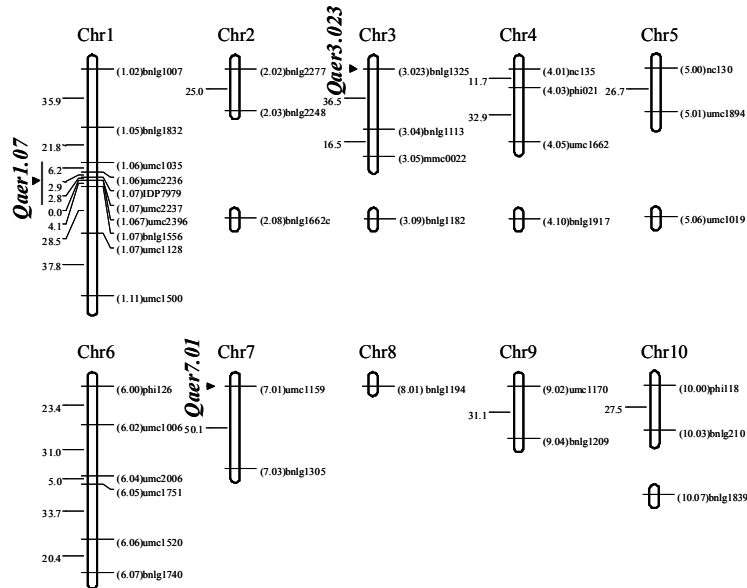 Chr1
Chr2
Chr3
Chr4
Chr5
Qaer1.07
35.9
21.8
6.2
2.9
2.8
0.0
4.1
28.5
37.8
(1.02)bnlg1007
(1.05)bnlg1832
(1.06)umc1035
(1.06)umc2236
(1.07)IDP7979
(1.07)umc2237
(1.067)umc2396
(1.07)bnlg1556
(1.07)umc1128
(1.11)umc1500
25.0
(2.02)bnlg2277
(2.03)bnlg2248
(2.08)bnlg1662c
Qaer3.023
36.5
16.5
(3.023)bnlg1325
(3.04)bnlg1113
(3.05)mmc0022
(3.09)bnlg1182
11.7
32.9
(4.01)nc135
(4.03)phi021
(4.05)umc1662
(4.10)bnlg1917
26.7
(5.00)nc130
(5.01)umc1894
(5.06)umc1019
Chr6
Chr7
Chr8
Chr9
Chr10
23.4
31.0
5.0
33.7
20.4
(6.00)phi126
(6.02)umc1006
(6.04)umc2006
(6.05)umc1751
(6.06)umc1520
(6.07)bnlg1740
Qaer7.01
50.1
(7.01)umc1159
(7.03)bnlg1305
(8.01) bnlg1194
31.1
(9.02)umc1170
(9.04)bnlg1209
27.5
(10.00)phi118
(10.03)bnlg210
(10.07)bnlg1839